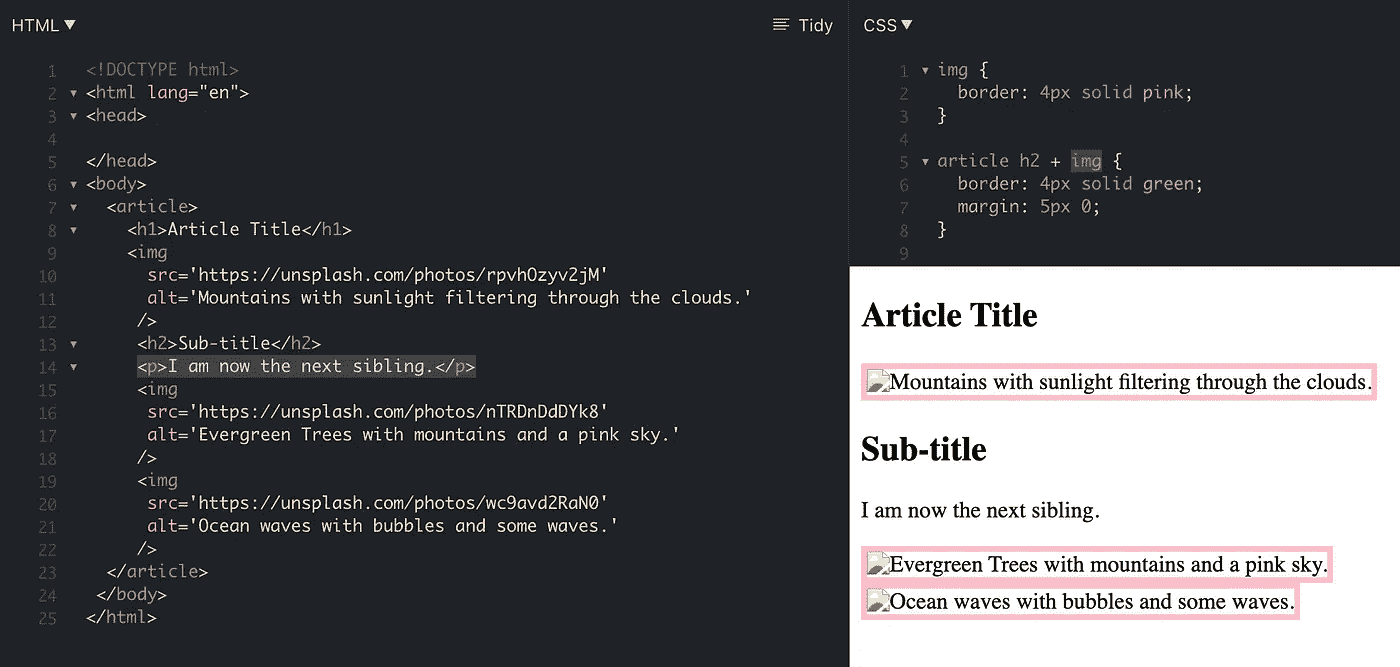 HTML ▼
Tidy
1 <!DOCTYPE html>
2 ▼ <html lang="en">
3 ▼ <head>
4
5 </head>
6 ▼ <body>
7 ▼ <article>
8 ▼ <h1>Article Title</h1>
9 <img
10 src='https://unsplash.com/photos/rpvhOzyv2jM'
11 alt='Mountains with sunlight filtering through the clouds.'
12 />
13 ▼ <h2>Sub-title</h2>
14 ▼ <p>I am now the next sibling.</p>
15 <img
16 src='https://unsplash.com/photos/nTRDnDdDYk8'
17 alt='Evergreen Trees with mountains and a pink sky.'
18 />
19 <img
20 src='https://unsplash.com/photos/wc9avd2RaN0'
21 alt='Ocean waves with bubbles and some waves.'
22 />
23 </article>
24 </body>
25 </html>
CSS ▼
1 ▼ img {
2 border: 4px solid pink;
3 }
4
5 ▼ article h2 + img {
6 border: 4px solid green;
7 margin: 5px 0;
8 }
9
Article Title
Mountains with sunlight filtering through the clouds.
Sub-title
I am now the next sibling.
Evergreen Trees with mountains and a pink sky.
Ocean waves with bubbles and some waves.